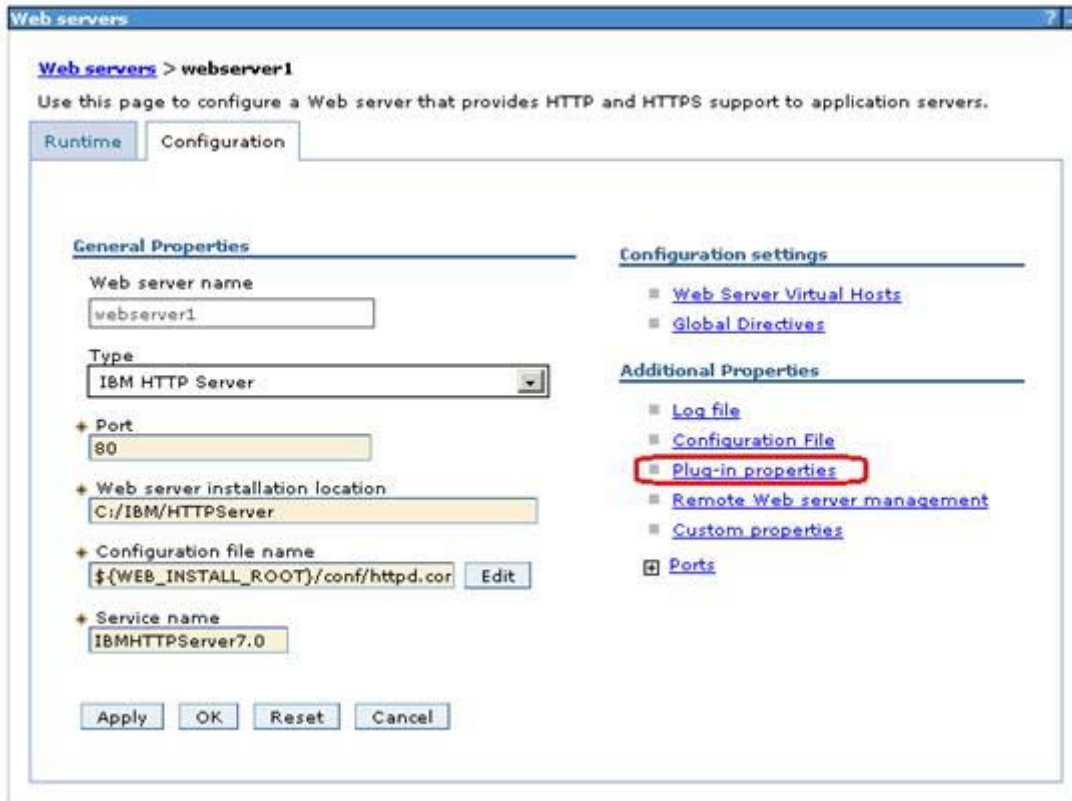 Web servers ? -
Web servers > webserver1
Use this page to configure a Web server that provides HTTP and HTTPS support to application servers.
Runtime Configuration
General Properties
Web server name
webserver1
Type
IBM HTTP Server
Port
80
Web server installation location
C:/IBM/HTTPServer
Configuration file name
${WEB_INSTALL_ROOT}/conf/httpd.cor Edit
Service name
IBMHTTPServer7.0
Apply OK Reset Cancel
Configuration settings
Web Server Virtual Hosts
Global Directives
Additional Properties
Log file
Configuration File
Plug-in properties
Remote Web server management
Custom properties
Ports